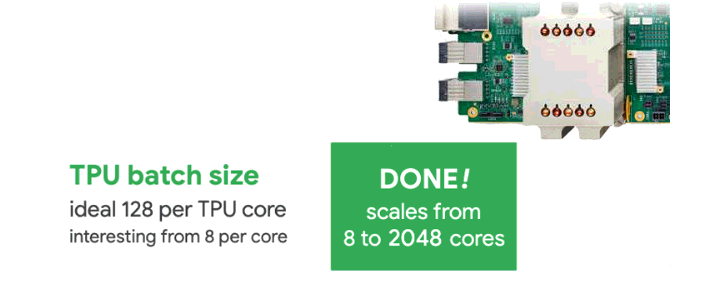 TPU batch size
ideal 128 per TPU core
interesting from 8 per core
DONE!
scales from
8 to 2048 cores